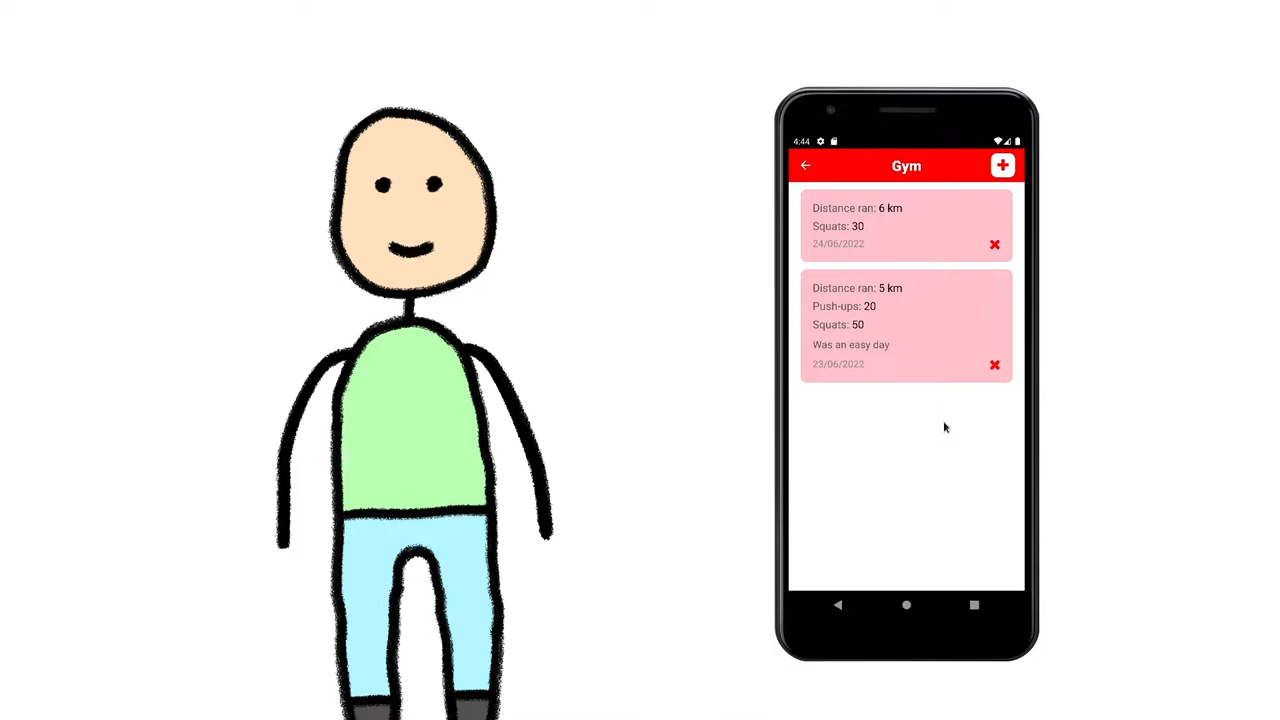 4:44
Gym
Distance ran: 6 km
Squats: 30
24/06/2022
Distance ran: 5 km
Push-ups: 20
Squats: 50
Was an easy day
23/06/2022